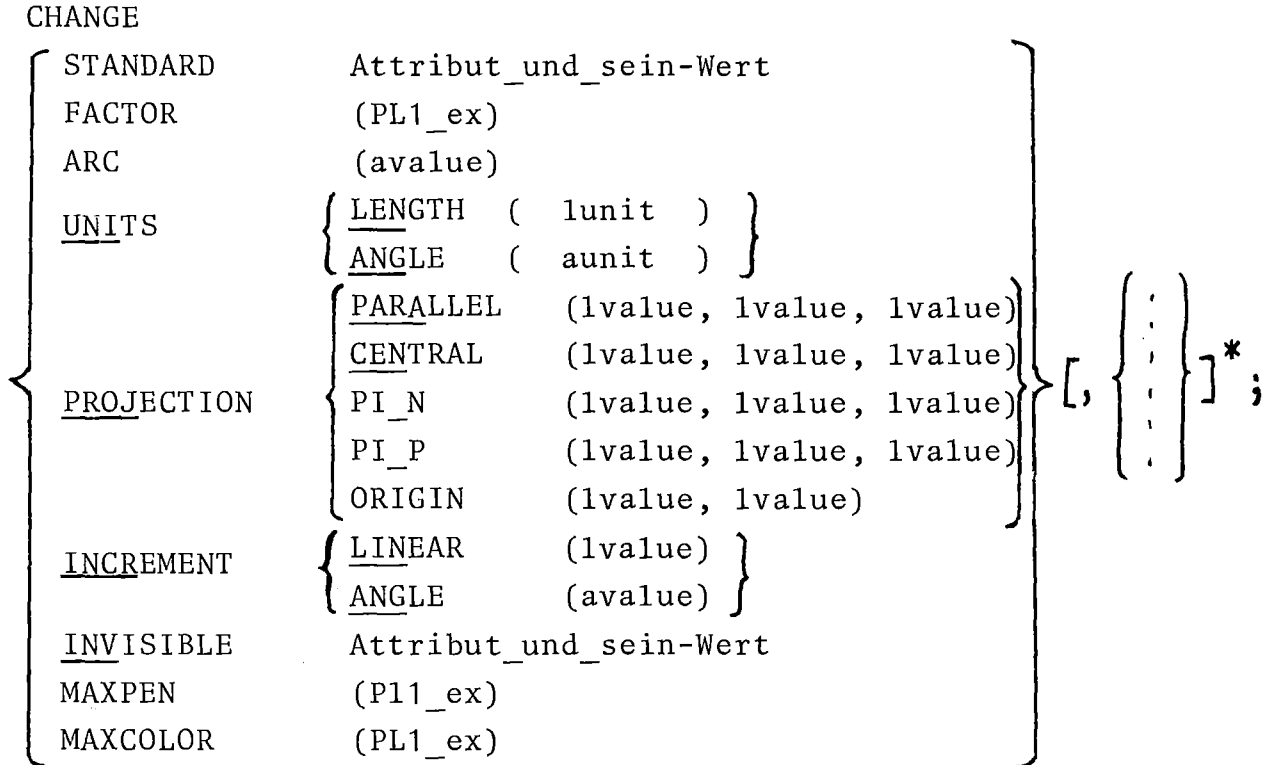 CHANGE
STANDARD Attribut_und_sein-Wert
FACTOR (PL1_ex)
ARC (avalue)
UNITS { LENGTH ( lunit ) }
ANGLE ( aunit )
PARALLEL (lvalue, lvalue, lvalue)
CENTRAL (lvalue, lvalue, lvalue)
PROJECTION { PI_N (lvalue, lvalue, lvalue) } [, { } ]*;
PI_P (lvalue, lvalue, lvalue)
ORIGIN (lvalue, lvalue)
INCREMENT { LINEAR (lvalue) }
ANGLE (avalue)
INVISIBLE Attribut_und_sein-Wert
MAXPEN (Pl1_ex)
MAXCOLOR (PL1_ex)